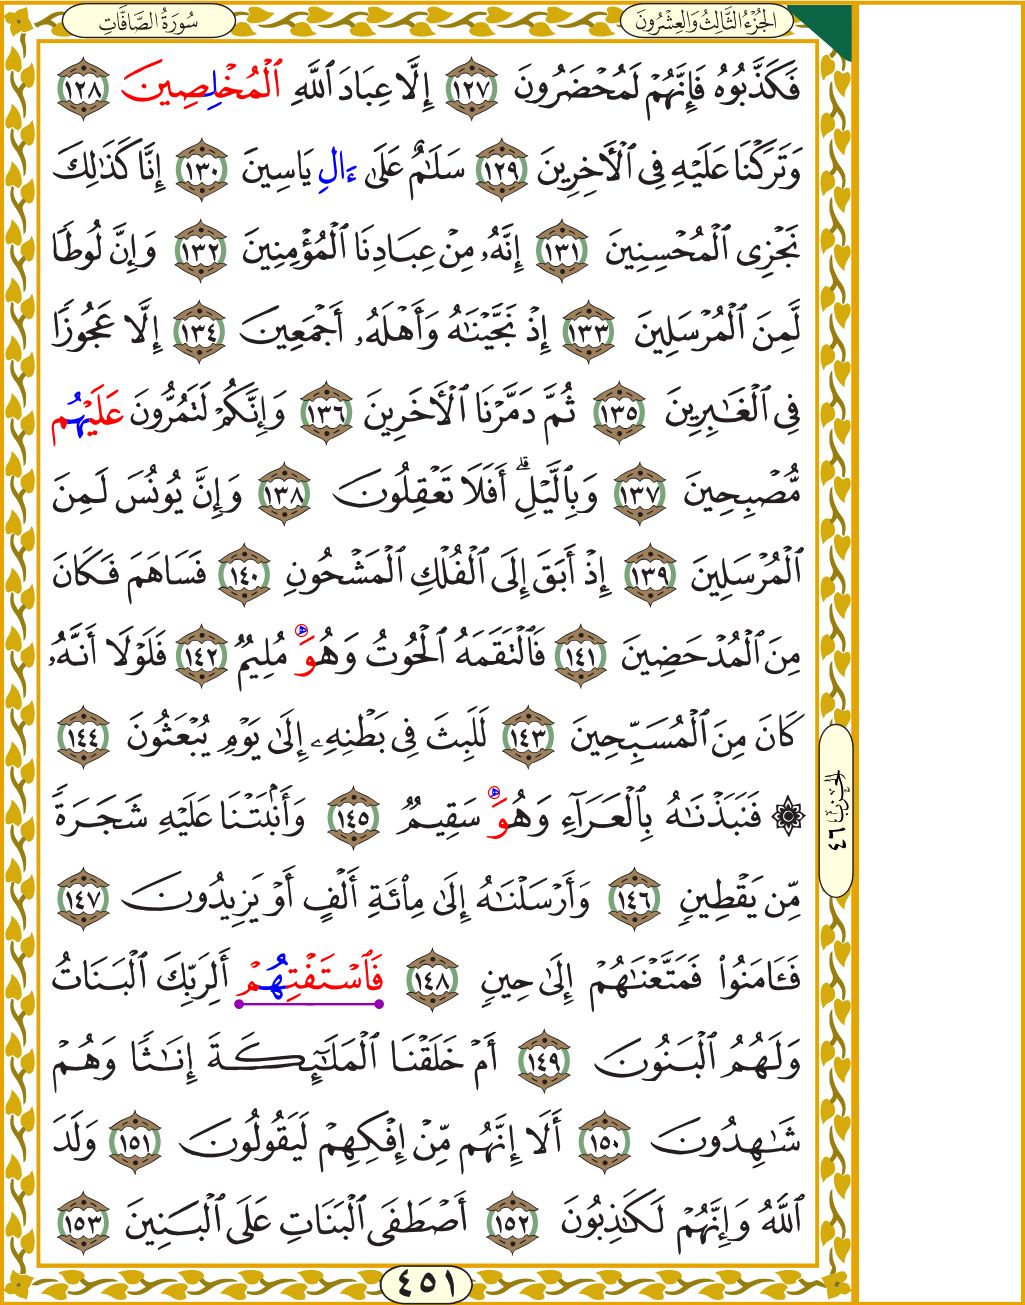 الجُزْءُ الثَّالِثُ وَالعِشْرُونَ
سُورَةُ الصَّافَّاتِ
فَكَذَّبُوهُ فَإِنَّهُمْ لَمُحْضَرُونَ ١٢٧ إِلَّا عِبَادَ ٱللَّهِ ٱلْمُخْلِصِينَ ١٢٨
وَتَرَكْنَا عَلَيْهِ فِى ٱلْأَخِرِينَ ١٢٩ سَلَٰمٌ عَلَىٰ ءَالِ يَاسِينَ ١٣٠ إِنَّا كَذَٰلِكَ
نَجْزِى ٱلْمُحْسِنِينَ ١٣١ إِنَّهُۥ مِنْ عِبَادِنَا ٱلْمُؤْمِنِينَ ١٣٢ وَإِنَّ لُوطًا
لَّمِنَ ٱلْمُرْسَلِينَ ١٣٣ إِذْ نَجَّيْنَٰهُ وَأَهْلَهُۥ أَجْمَعِينَ ١٣٤ إِلَّا عَجُوزًا
فِى ٱلْغَٰبِرِينَ ١٣٥ ثُمَّ دَمَّرْنَا ٱلْأَخَرِينَ ١٣٦ وَإِنَّكُمْ لَتَمُرُّونَ عَلَيْهُم
مُّصْبِحِينَ ١٣٧ وَبِٱلَّيْلِ ۗ أَفَلَا تَعْقِلُونَ ١٣٨ وَإِنَّ يُونُسَ لَمِنَ
ٱلْمُرْسَلِينَ ١٣٩ إِذْ أَبَقَ إِلَى ٱلْفُلْكِ ٱلْمَشْحُونِ ١٤٠ فَسَاهَمَ فَكَانَ
مِنَ ٱلْمُدْحَضِينَ ١٤١ فَٱلْتَقَمَهُ ٱلْحُوتُ وَهُوَ مُلِيمٌ ١٤٢ فَلَوْلَا أَنَّهُۥ
كَانَ مِنَ ٱلْمُسَبِّحِينَ ١٤٣ لَلَبِثَ فِى بَطْنِهِۦ إِلَىٰ يَوْمِ يُبْعَثُونَ ١٤٤
۞ فَنَبَذْنَٰهُ بِٱلْعَرَآءِ وَهُوَ سَقِيمٌ ١٤٥ وَأَنۢبَتْنَا عَلَيْهِ شَجَرَةً
مِّن يَقْطِينٍ ١٤٦ وَأَرْسَلْنَٰهُ إِلَىٰ مِا۟ئَةِ أَلْفٍ أَوْ يَزِيدُونَ ١٤٧
فَـَٔامَنُوا۟ فَمَتَّعْنَٰهُمْ إِلَىٰ حِينٍ ١٤٨ فَٱسْتَفْتِهُمْ أَلِرَبِّكَ ٱلْبَنَاتُ
وَلَهُمُ ٱلْبَنُونَ ١٤٩ أَمْ خَلَقْنَا ٱلْمَلَٰٓئِكَةَ إِنَٰثًا وَهُمْ
شَٰهِدُونَ ١٥٠ أَلَا إِنَّهُم مِّنْ إِفْكِهِمْ لَيَقُولُونَ ١٥١ وَلَدَ
ٱللَّهُ وَإِنَّهُمْ لَكَٰذِبُونَ ١٥٢ أَصْطَفَى ٱلْبَنَاتِ عَلَى ٱلْبَنِينَ ١٥٣
الحِزْبُ ٤٦
٤٥١